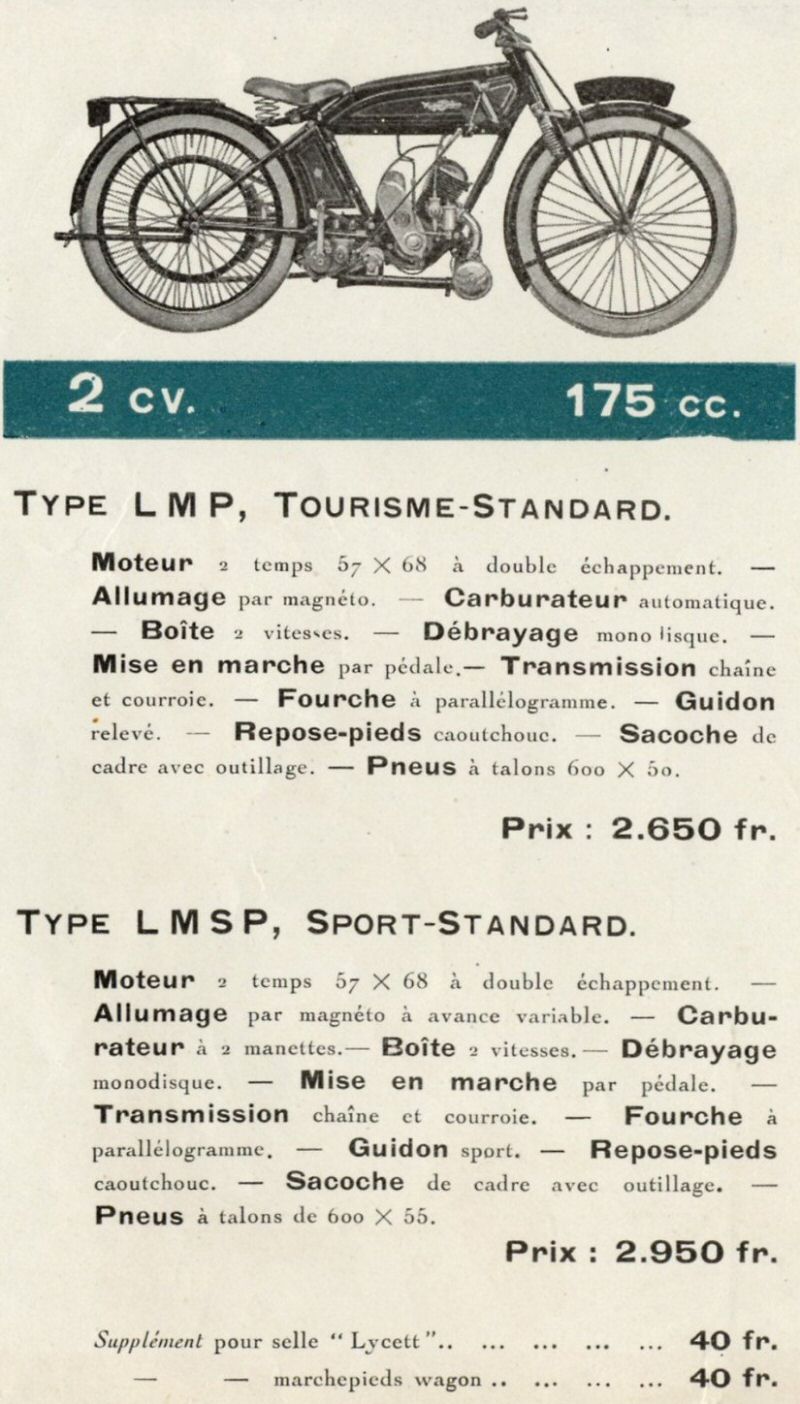 2 CV. 175 CC.
TYPE LMP, TOURISME-STANDARD.
Moteur 2 temps 57 × 68 à double échappement. —
Allumage par magnéto. — Carburateur automatique.
— Boîte 2 vitesses. — Débrayage monodisque. —
Mise en marche par pédale. — Transmission chaîne
et courroie. — Fourche à parallélogramme. — Guidon
relevé. — Repose-pieds caoutchouc. — Sacoche de
cadre avec outillage. — Pneus à talons 600 × 50.
Prix : 2.650 fr.
TYPE LMSP, SPORT-STANDARD.
Moteur 2 temps 57 × 68 à double échappement. —
Allumage par magnéto à avance variable. — Carbu-
rateur à 2 manettes. — Boîte 2 vitesses. — Débrayage
monodisque. — Mise en marche par pédale. —
Transmission chaîne et courroie. — Fourche à
parallélogramme. — Guidon sport. — Repose-pieds
caoutchouc. — Sacoche de cadre avec outillage. —
Pneus à talons de 600 × 55.
Prix : 2.950 fr.
Supplément pour selle “ Lycett ”.. ... ... ... ... 40 fr.
— — marchepieds wagon .. ... ... ... 40 fr.